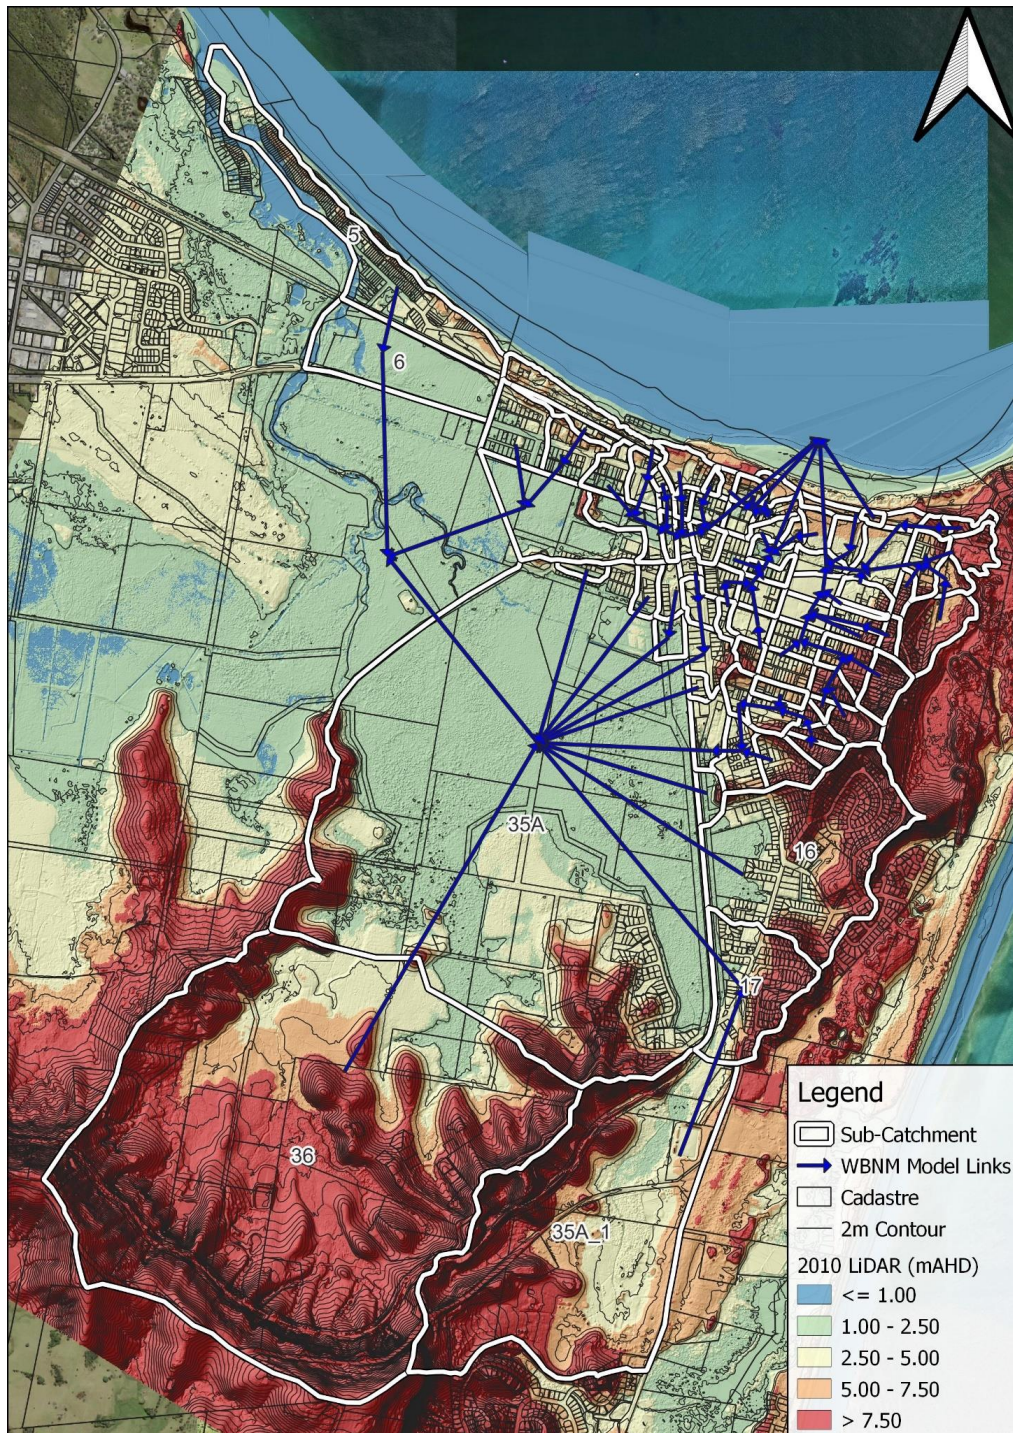 5
6
35A
16
17
36
35A_1
Legend
Sub-Catchment
WBNM Model Links
Cadastre
2m Contour
2010 LiDAR (mAHD)
<= 1.00
1.00 - 2.50
2.50 - 5.00
5.00 - 7.50
> 7.50